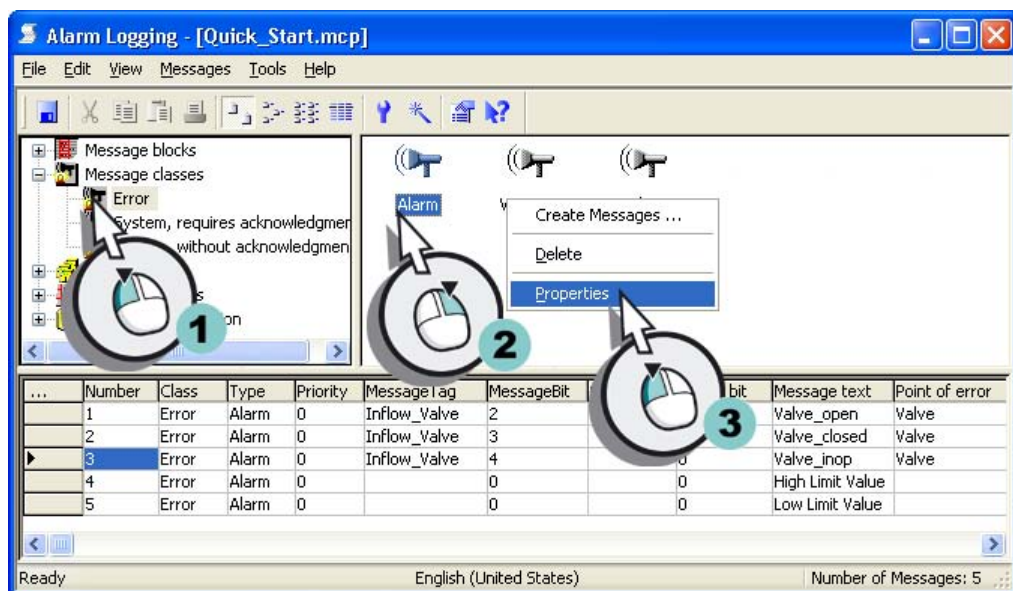 Alarm Logging - [Quick_Start.mcp]
File Edit View Messages Tools Help
Message blocks
Message classes
Error
System, requires acknowledgmen
without acknowledgmen
Alarm
Create Messages ...
Delete
Properties
1
2
3
... Number Class Type Priority MessageTag MessageBit bit Message text Point of error
1 Error Alarm 0 Inflow_Valve 2 Valve_open Valve
2 Error Alarm 0 Inflow_Valve 3 Valve_closed Valve
3 Error Alarm 0 Inflow_Valve 4 0 Valve_inop Valve
4 Error Alarm 0 0 0 High Limit Value
5 Error Alarm 0 0 0 Low Limit Value
Ready English (United States) Number of Messages: 5